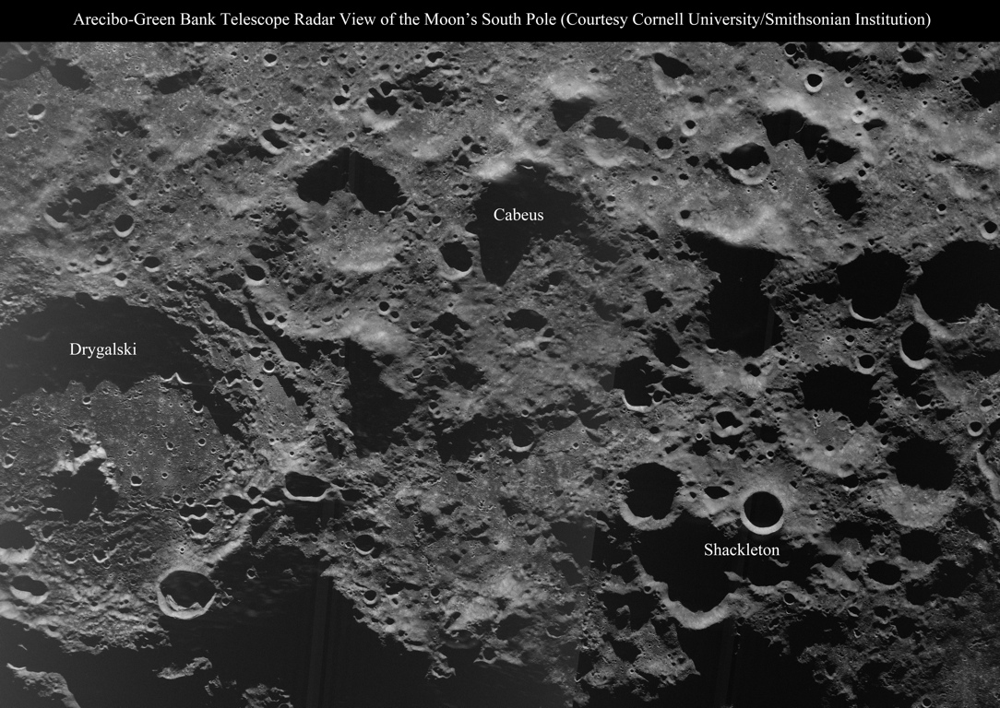 Arecibo-Green Bank Telescope Radar View of the Moon’s South Pole (Courtesy Cornell University/Smithsonian Institution)
Cabeus
Drygalski
Shackleton